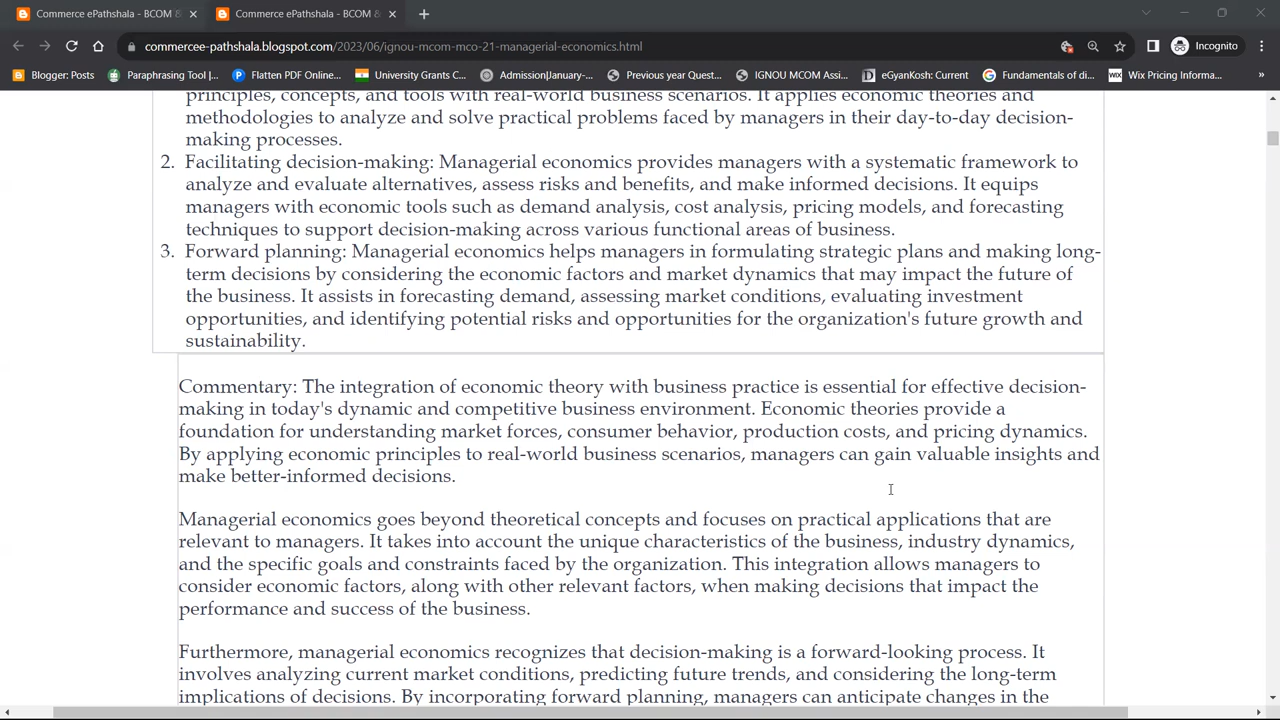 Commerce ePathshala - BCOM &
Commerce ePathshala - BCOM &
commercee-pathshala.blogspot.com/2023/06/ignou-mcom-mco-21-managerial-economics.html
Incognito
Blogger: Posts
Paraphrasing Tool |...
Flatten PDF Online...
University Grants C...
Admission|January-...
Previous year Quest...
IGNOU MCOM Assi...
eGyanKosh: Current
Fundamentals of di...
Wix Pricing Informa...
principles, concepts, and tools with real-world business scenarios. It applies economic theories and
methodologies to analyze and solve practical problems faced by managers in their day-to-day decision-
making processes.
2. Facilitating decision-making: Managerial economics provides managers with a systematic framework to
analyze and evaluate alternatives, assess risks and benefits, and make informed decisions. It equips
managers with economic tools such as demand analysis, cost analysis, pricing models, and forecasting
techniques to support decision-making across various functional areas of business.
3. Forward planning: Managerial economics helps managers in formulating strategic plans and making long-
term decisions by considering the economic factors and market dynamics that may impact the future of
the business. It assists in forecasting demand, assessing market conditions, evaluating investment
opportunities, and identifying potential risks and opportunities for the organization's future growth and
sustainability.
Commentary: The integration of economic theory with business practice is essential for effective decision-
making in today's dynamic and competitive business environment. Economic theories provide a
foundation for understanding market forces, consumer behavior, production costs, and pricing dynamics.
By applying economic principles to real-world business scenarios, managers can gain valuable insights and
make better-informed decisions.
Managerial economics goes beyond theoretical concepts and focuses on practical applications that are
relevant to managers. It takes into account the unique characteristics of the business, industry dynamics,
and the specific goals and constraints faced by the organization. This integration allows managers to
consider economic factors, along with other relevant factors, when making decisions that impact the
performance and success of the business.
Furthermore, managerial economics recognizes that decision-making is a forward-looking process. It
involves analyzing current market conditions, predicting future trends, and considering the long-term
implications of decisions. By incorporating forward planning, managers can anticipate changes in the